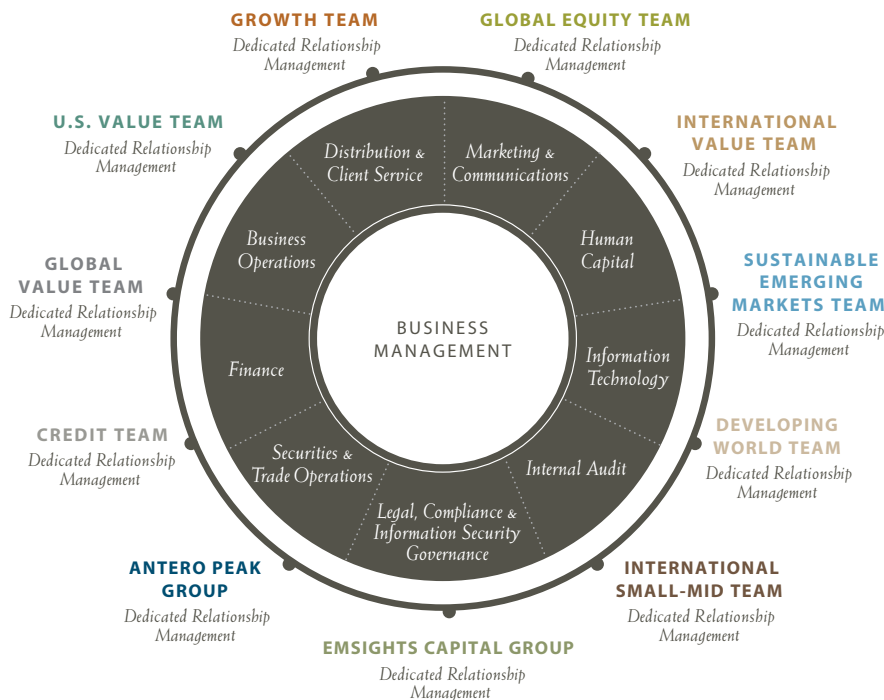 GROWTH TEAM
Dedicated Relationship
Management
GLOBAL EQUITY TEAM
Dedicated Relationship
Management
U.S. VALUE TEAM
Dedicated Relationship
Management
INTERNATIONAL
VALUE TEAM
Dedicated Relationship
Management
GLOBAL
VALUE TEAM
Dedicated Relationship
Management
SUSTAINABLE
EMERGING
MARKETS TEAM
Dedicated Relationship
Management
CREDIT TEAM
Dedicated Relationship
Management
DEVELOPING
WORLD TEAM
Dedicated Relationship
Management
ANTERO PEAK
GROUP
Dedicated Relationship
Management
INTERNATIONAL
SMALL-MID TEAM
Dedicated Relationship
Management
EMSIGHTS CAPITAL GROUP
Dedicated Relationship
Management
Distribution &
Client Service
Marketing &
Communications
Business
Operations
Human
Capital
Finance
Information
Technology
Securities &
Trade Operations
Internal Audit
Legal, Compliance &
Information Security
Governance
BUSINESS
MANAGEMENT